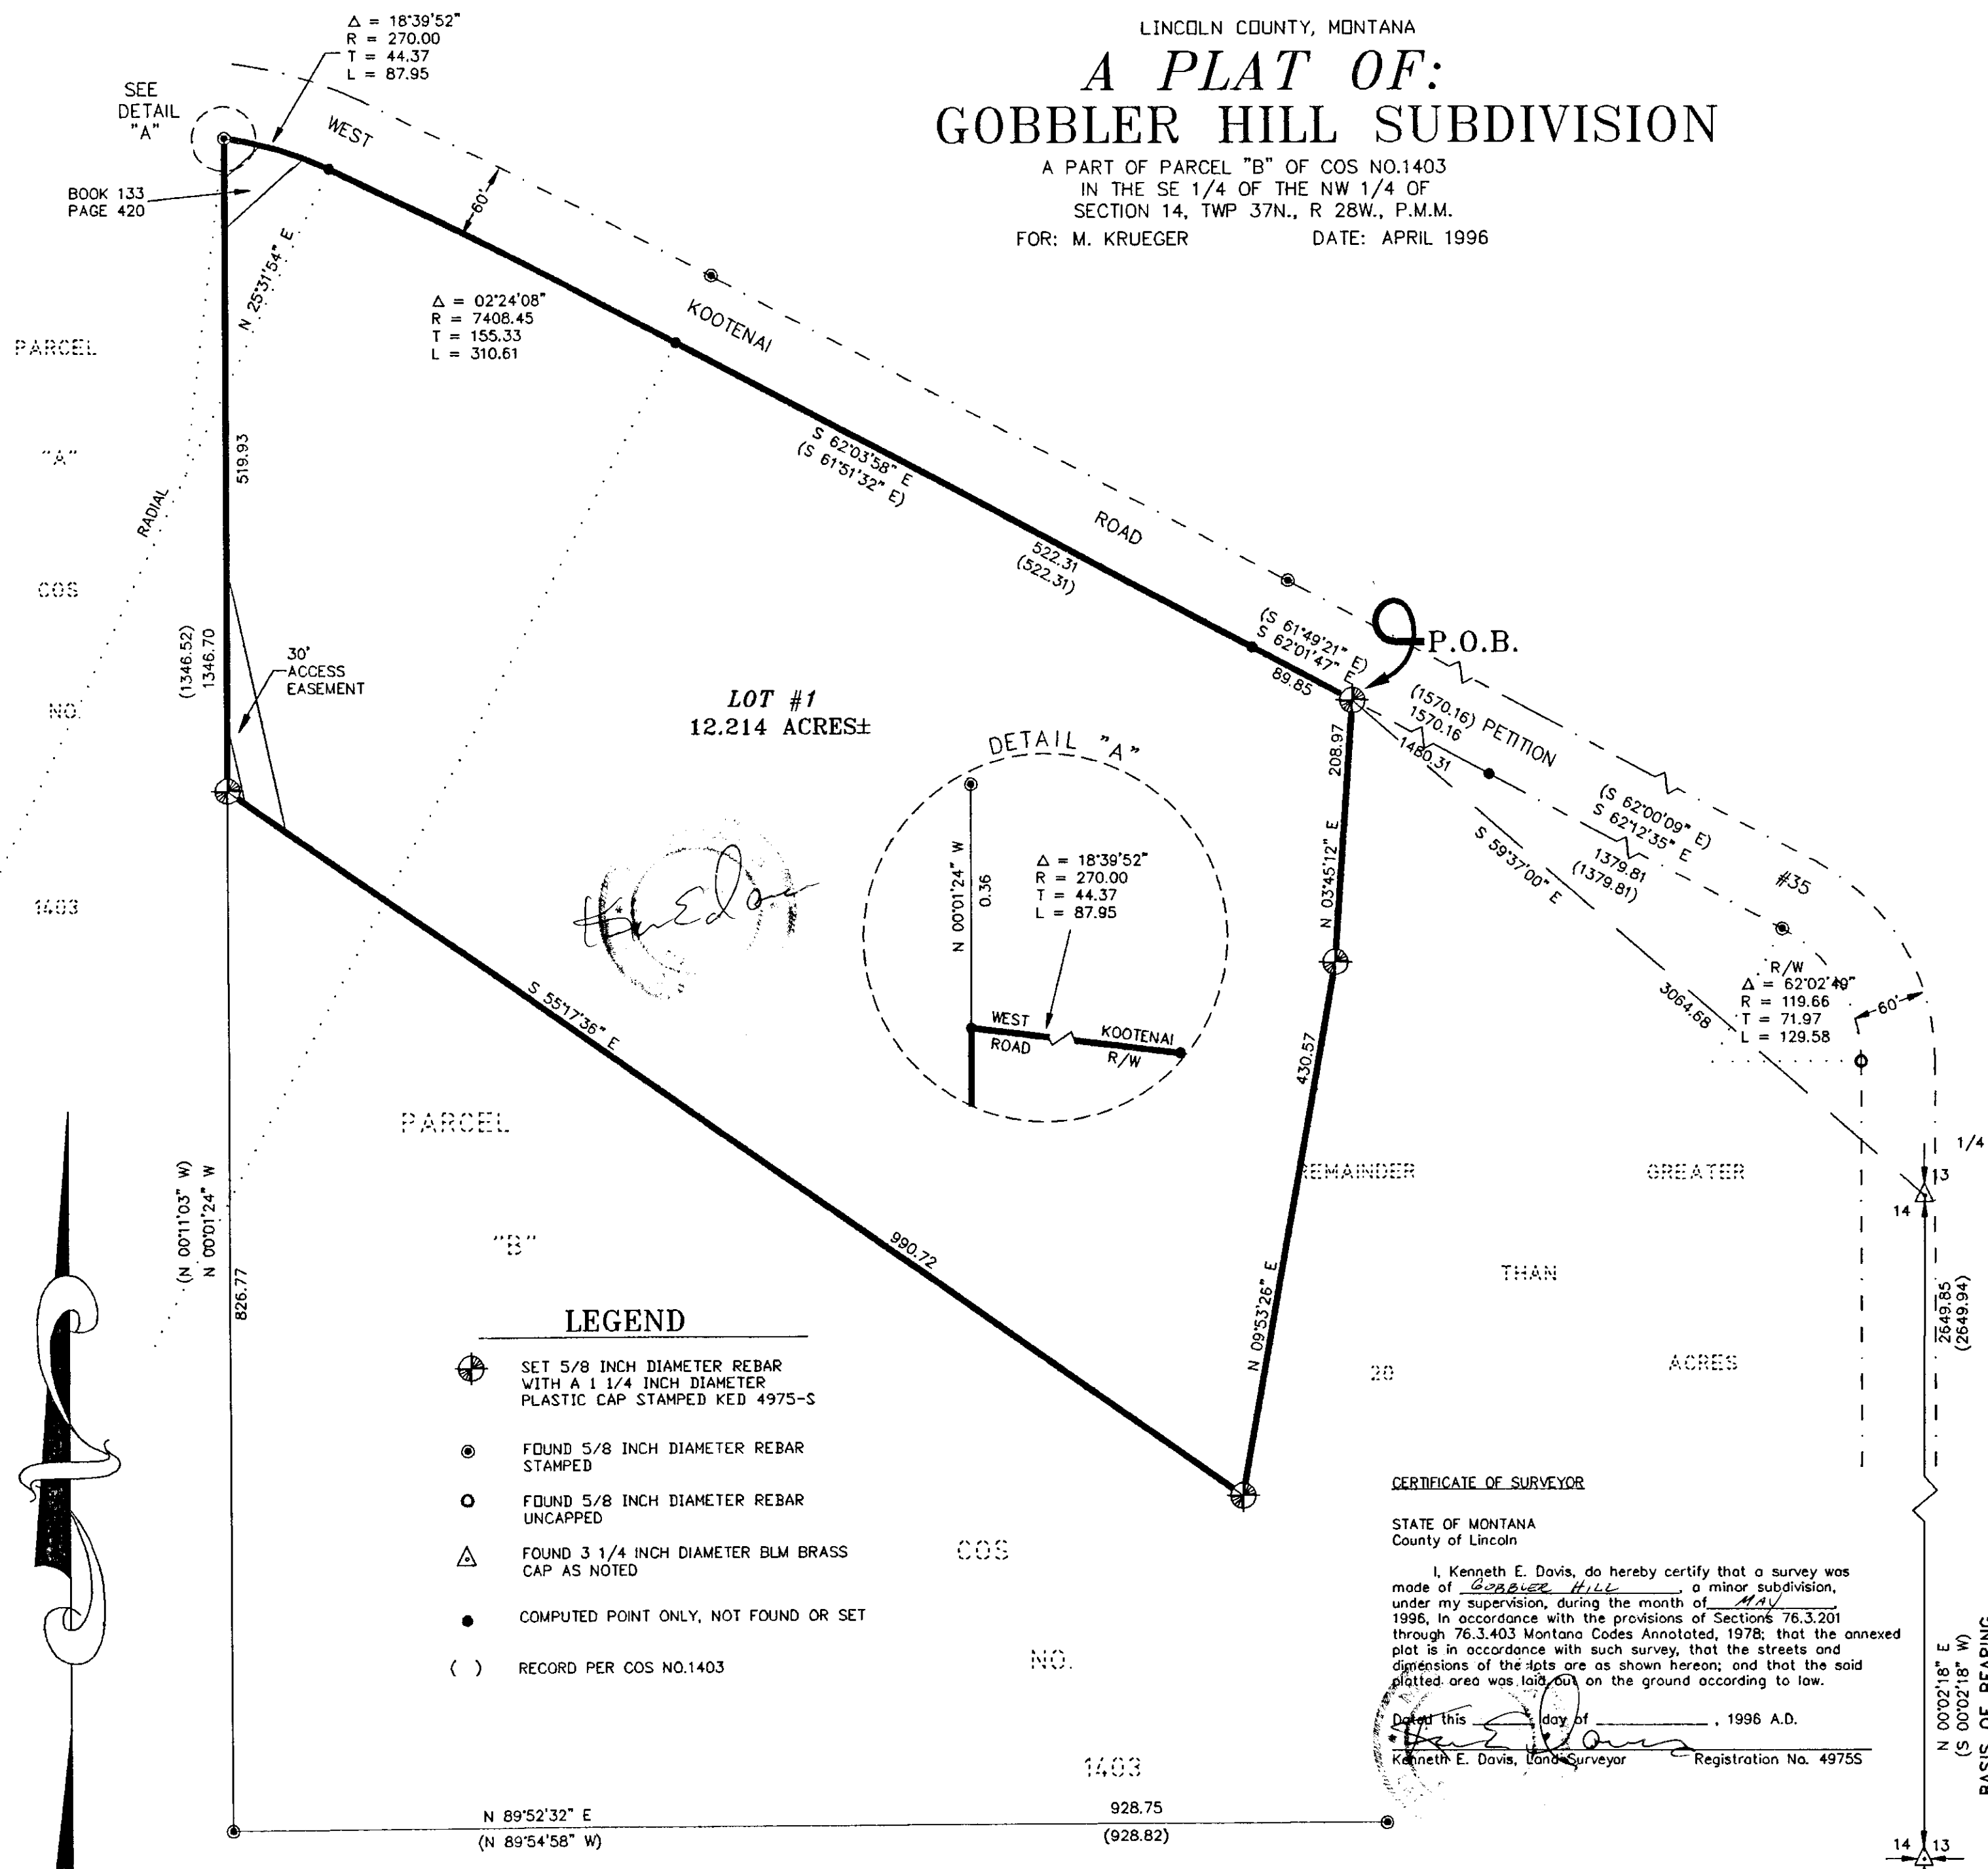 LINCOLN COUNTY, MONTANA
A PLAT OF:
GOBBLER HILL SUBDIVISION
A PART OF PARCEL "B" OF COS NO.1403
IN THE SE 1/4 OF THE NW 1/4 OF
SECTION 14, TWP 37N., R 28W., P.M.M.
FOR: M. KRUEGER DATE: APRIL 1996
Δ = 18°39'52"
R = 270.00
T = 44.37
L = 87.95
SEE
DETAIL
"A"
BOOK 133
PAGE 420
WEST
60'
N 25°31'54" E
Δ = 02°24'08"
R = 7408.45
T = 155.33
L = 310.61
KOOTENAI
PARCEL
"A"
COS
NO.
1403
519.93
RADIAL
S 62°03'58" E
(S 61°51'32" E)
ROAD
522.31
(522.31)
(S 61°49'21" E)
S 62°01'47" E
89.85
P.O.B.
(1346.52)
1346.70
30'
ACCESS
EASEMENT
LOT #1
12.214 ACRES±
(1570.16) PETITION
1570.16
1480.31
208.97
N 03°45'12" E
(S 62°00'09" E)
S 62°12'35" E
1379.81
(1379.81)
#35
S 59°37'00" E
3064.68
R/W
Δ = 62°02'49"
R = 119.66
T = 71.97
L = 129.58
60'
DETAIL "A"
N 00°01'24" W
0.36
Δ = 18°39'52"
R = 270.00
T = 44.37
L = 87.95
WEST
ROAD
KOOTENAI
R/W
S 55°17'36" E
990.72
430.57
N 09°53'26" E
PARCEL
"B"
COS
NO.
1403
REMAINDER GREATER
THAN
20 ACRES
1/4
13
14
2649.85
(2649.94)
(N 00°11'03" W)
N 00°01'24" W
826.77
LEGEND
SET 5/8 INCH DIAMETER REBAR
WITH A 1 1/4 INCH DIAMETER
PLASTIC CAP STAMPED KED 4975-S
FOUND 5/8 INCH DIAMETER REBAR
STAMPED
FOUND 5/8 INCH DIAMETER REBAR
UNCAPPED
FOUND 3 1/4 INCH DIAMETER BLM BRASS
CAP AS NOTED
COMPUTED POINT ONLY, NOT FOUND OR SET
( ) RECORD PER COS NO.1403
CERTIFICATE OF SURVEYOR
STATE OF MONTANA
County of Lincoln
I, Kenneth E. Davis, do hereby certify that a survey was
made of GOBBLER HILL, a minor subdivision,
under my supervision, during the month of MAY,
1996, In accordance with the provisions of Sections 76.3.201
through 76.3.403 Montana Codes Annotated, 1978; that the annexed
plat is in accordance with such survey, that the streets and
dimensions of the lots are as shown hereon; and that the said
platted area was laid out on the ground according to law.
Dated this ____ day of ____, 1996 A.D.
Kenneth E. Davis, Land Surveyor Registration No. 4975S
N 00°02'18" E
(S 00°02'18" W)
BASIS OF BEARING
N 89°52'32" E 928.75
(N 89°54'58" W) (928.82)
14 13